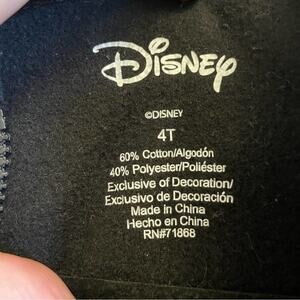 Disney
©DISNEY
4T
60% Cotton/Algodón
40% Polyester/Poliéster
Exclusive of Decoration/
Exclusivo de Decoración
Made in China
Hecho en China
RN#71868